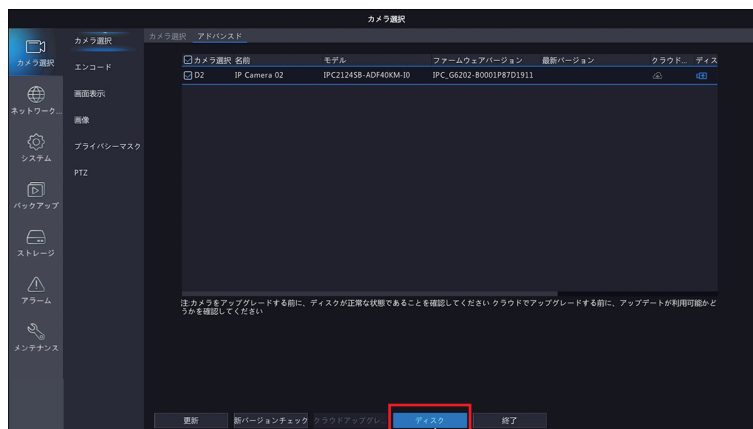 カメラ選択
カメラ選択
ネットワーク...
システム
バックアップ
ストレージ
アラーム
メンテナンス
カメラ選択
エンコード
画面表示
画像
プライバシーマスク
PTZ
カメラ選択 アドバンスド
カメラ選択 名前 モデル ファームウェアバージョン 最新バージョン クラウド... ディス
D2 IP Camera 02 IPC2124SB-ADF40KM-I0 IPC_G6202-B0001P87D1911
注:カメラをアップグレードする前に、ディスクが正常な状態であることを確認してください クラウドでアップグレードする前に、アップデートが利用可能かど
うかを確認してください
更新 新バージョンチェック クラウドアップグレ... ディスク 終了